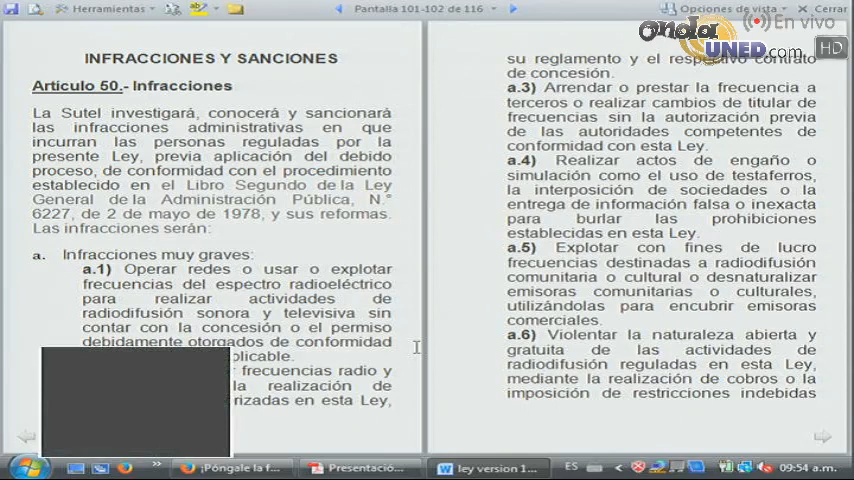 Herramientas
Pantalla 101-102 de 116
Opciones de vista
Cerrar
Onda
UNED.com
En vivo
HD
INFRACCIONES Y SANCIONES
Artículo 50.- Infracciones
La Sutel investigará, conocerá y sancionará
las infracciones administrativas en que
incurran las personas reguladas por la
presente Ley, previa aplicación del debido
proceso, de conformidad con el procedimiento
establecido en el Libro Segundo de la Ley
General de la Administración Pública, N.°
6227, de 2 de mayo de 1978, y sus reformas.
Las infracciones serán:
a. Infracciones muy graves:
a.1) Operar redes o usar o explotar
frecuencias del espectro radioeléctrico
para realizar actividades de
radiodifusión sonora y televisiva sin
contar con la concesión o el permiso
debidamente otorgados de conformidad
plicable.
r frecuencias radio y
la realización de
rizadas en esta Ley,
su reglamento y el respectivo contrato
de concesión.
a.3) Arrendar o prestar la frecuencia a
terceros o realizar cambios de titular de
frecuencias sin la autorización previa
de las autoridades competentes de
conformidad con esta Ley.
a.4) Realizar actos de engaño o
simulación como el uso de testaferros,
la interposición de sociedades o la
entrega de información falsa o inexacta
para burlar las prohibiciones
establecidas en esta Ley.
a.5) Explotar con fines de lucro
frecuencias destinadas a radiodifusión
comunitaria o cultural o desnaturalizar
emisoras comunitarias o culturales,
utilizándolas para encubrir emisoras
comerciales.
a.6) Violentar la naturaleza abierta y
gratuita de las actividades de
radiodifusión reguladas en esta Ley,
mediante la realización de cobros o la
imposición de restricciones indebidas
¡Póngale la f...
Presentació...
ley version 1...
ES
09:54 a.m.